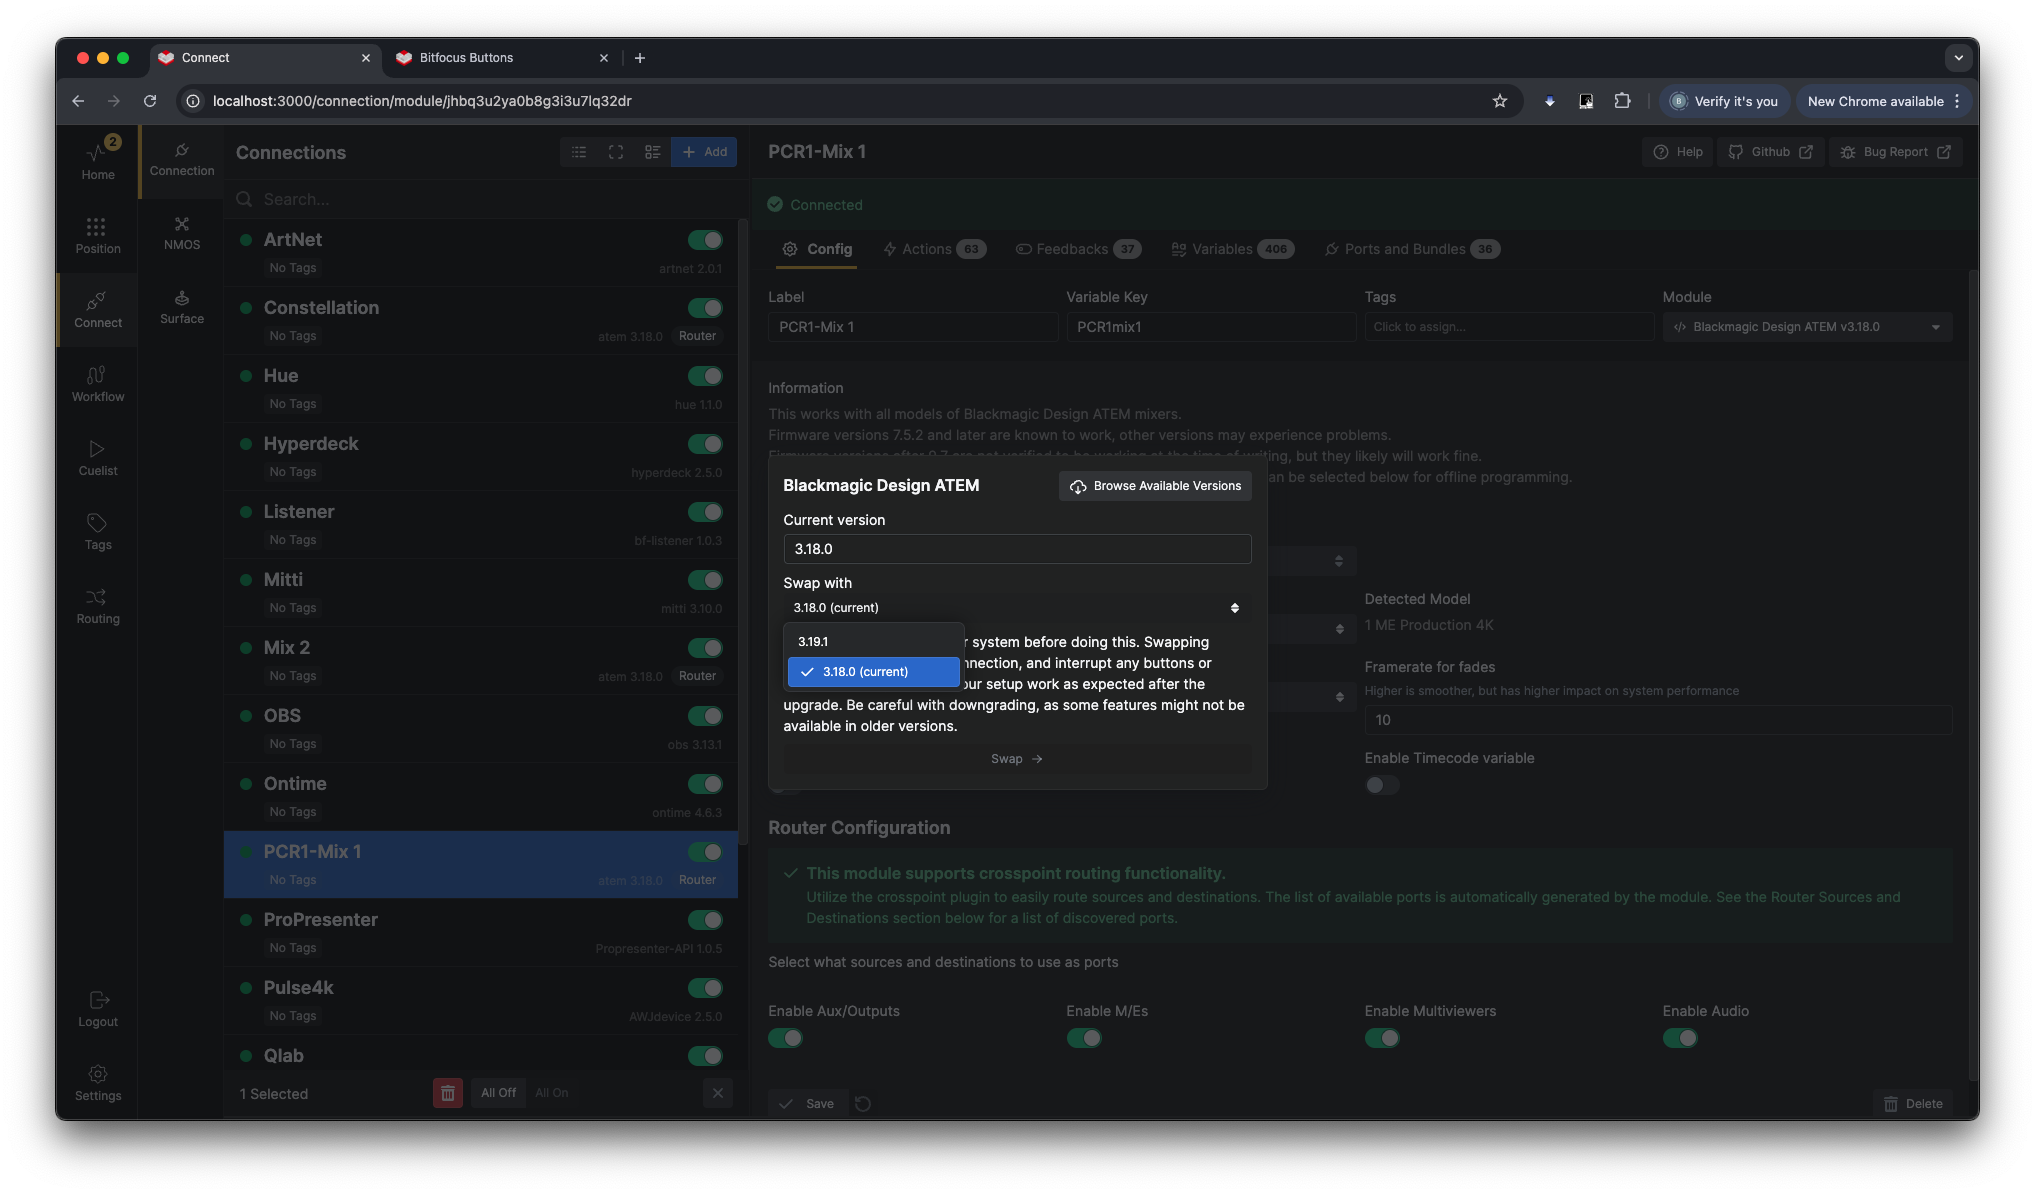 Connect
Bitfocus Buttons
localhost:3000/connection/module/jhbq3u2ya0b8g3i3u7lq32dr
B
Verify it's you
New Chrome available
2
Home
Position
Connect
Workflow
Cuelist
Tags
Routing
Logout
Settings
Connection
NMOS
Surface
Connections
Add
Search...
ArtNet
No Tags
artnet 2.0.1
Constellation
No Tags
atem 3.18.0
Router
Hue
No Tags
hue 1.1.0
Hyperdeck
No Tags
hyperdeck 2.5.0
Listener
No Tags
bf-listener 1.0.3
Mitti
No Tags
mitti 3.10.0
Mix 2
No Tags
atem 3.18.0
Router
OBS
No Tags
obs 3.13.1
Ontime
No Tags
ontime 4.6.3
PCR1-Mix 1
No Tags
atem 3.18.0
Router
ProPresenter
No Tags
Propresenter-API 1.0.5
Pulse4k
No Tags
AWJdevice 2.5.0
Qlab
1 Selected
All Off
All On
PCR1-Mix 1
Help
Github
Bug Report
Connected
Config
Actions 63
Feedbacks 37
Variables 406
Ports and Bundles 36
Label
PCR1-Mix 1
Variable Key
PCR1mix1
Tags
Click to assign...
Module
Blackmagic Design ATEM v3.18.0
Information
This works with all models of Blackmagic Design ATEM mixers.
Firmware versions 7.5.2 and later are known to work, other versions may experience problems.
Firmware versions after 9.7 are not verified to be working at the time of writing, but they likely will work fine.
an be selected below for offline programming.
Blackmagic Design ATEM
Browse Available Versions
Current version
3.18.0
Swap with
3.18.0 (current)
3.19.1
3.18.0 (current)
system before doing this. Swapping
nnection, and interrupt any buttons or
our setup work as expected after the
upgrade. Be careful with downgrading, as some features might not be
available in older versions.
Swap
Detected Model
1 ME Production 4K
Framerate for fades
Higher is smoother, but has higher impact on system performance
10
Enable Timecode variable
Router Configuration
This module supports crosspoint routing functionality.
Utilize the crosspoint plugin to easily route sources and destinations. The list of available ports is automatically generated by the module. See the Router Sources and
Destinations section below for a list of discovered ports.
Select what sources and destinations to use as ports
Enable Aux/Outputs
Enable M/Es
Enable Multiviewers
Enable Audio
Save
Delete